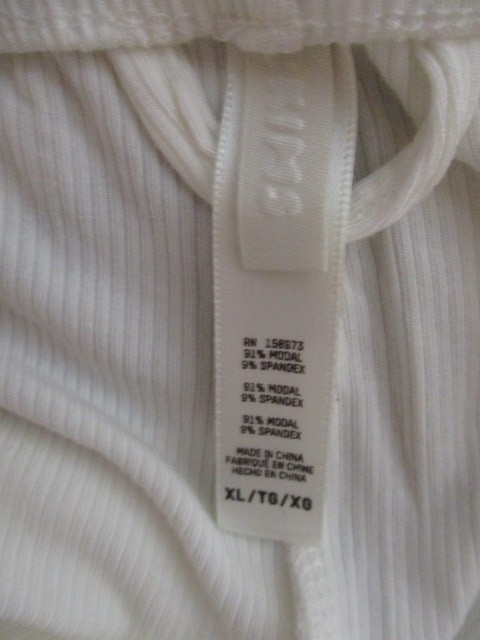 SKIMS
RN 158673
91% MODAL
9% SPANDEX
91% MODAL
9% SPANDEX
91% MODAL
9% SPANDEX
MADE IN CHINA
FABRIQUÉ EN CHINE
HECHO EN CHINA
XL/TG/XG